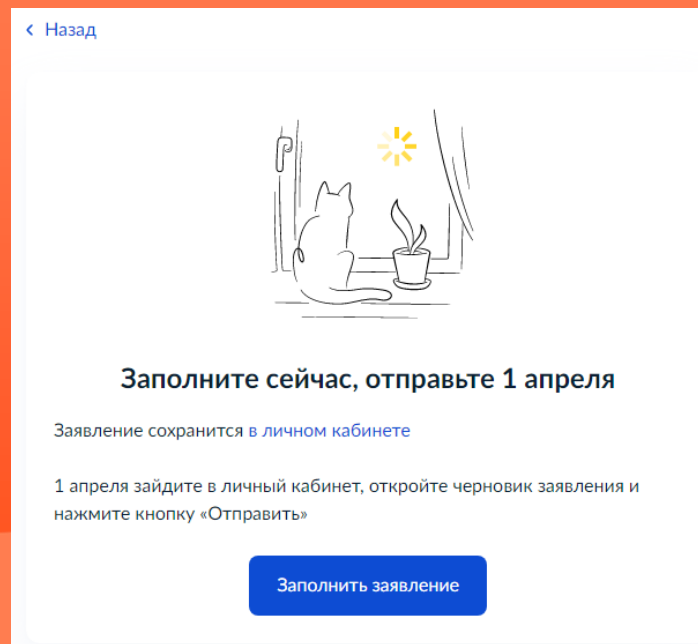 Назад
Заполните сейчас, отправьте 1 апреля
Заявление сохранится в личном кабинете
1 апреля зайдите в личный кабинет, откройте черновик заявления и
нажмите кнопку «Отправить»
Заполнить заявление